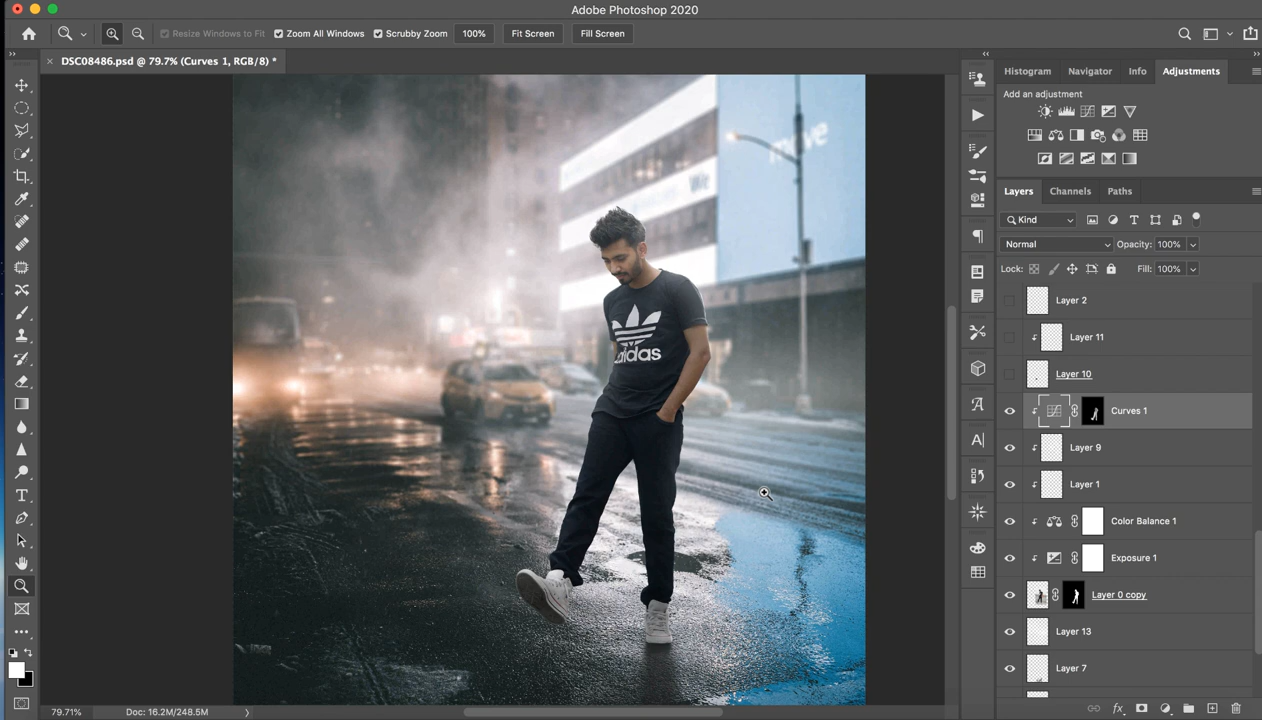 Adobe Photoshop 2020
Resize Windows to Fit
Zoom All Windows
Scrubby Zoom
100%
Fit Screen
Fill Screen
DSC08486.psd @ 79.7% (Curves 1, RGB/8) *
Histogram
Navigator
Info
Adjustments
Add an adjustment
Layers
Channels
Paths
Kind
Normal
Opacity: 100%
Lock:
Fill: 100%
Layer 2
Layer 11
Layer 10
Curves 1
Layer 9
Layer 1
Color Balance 1
Exposure 1
Layer 0 copy
Layer 13
Layer 7
move
adidas
79.71%
Doc: 16.2M/248.5M